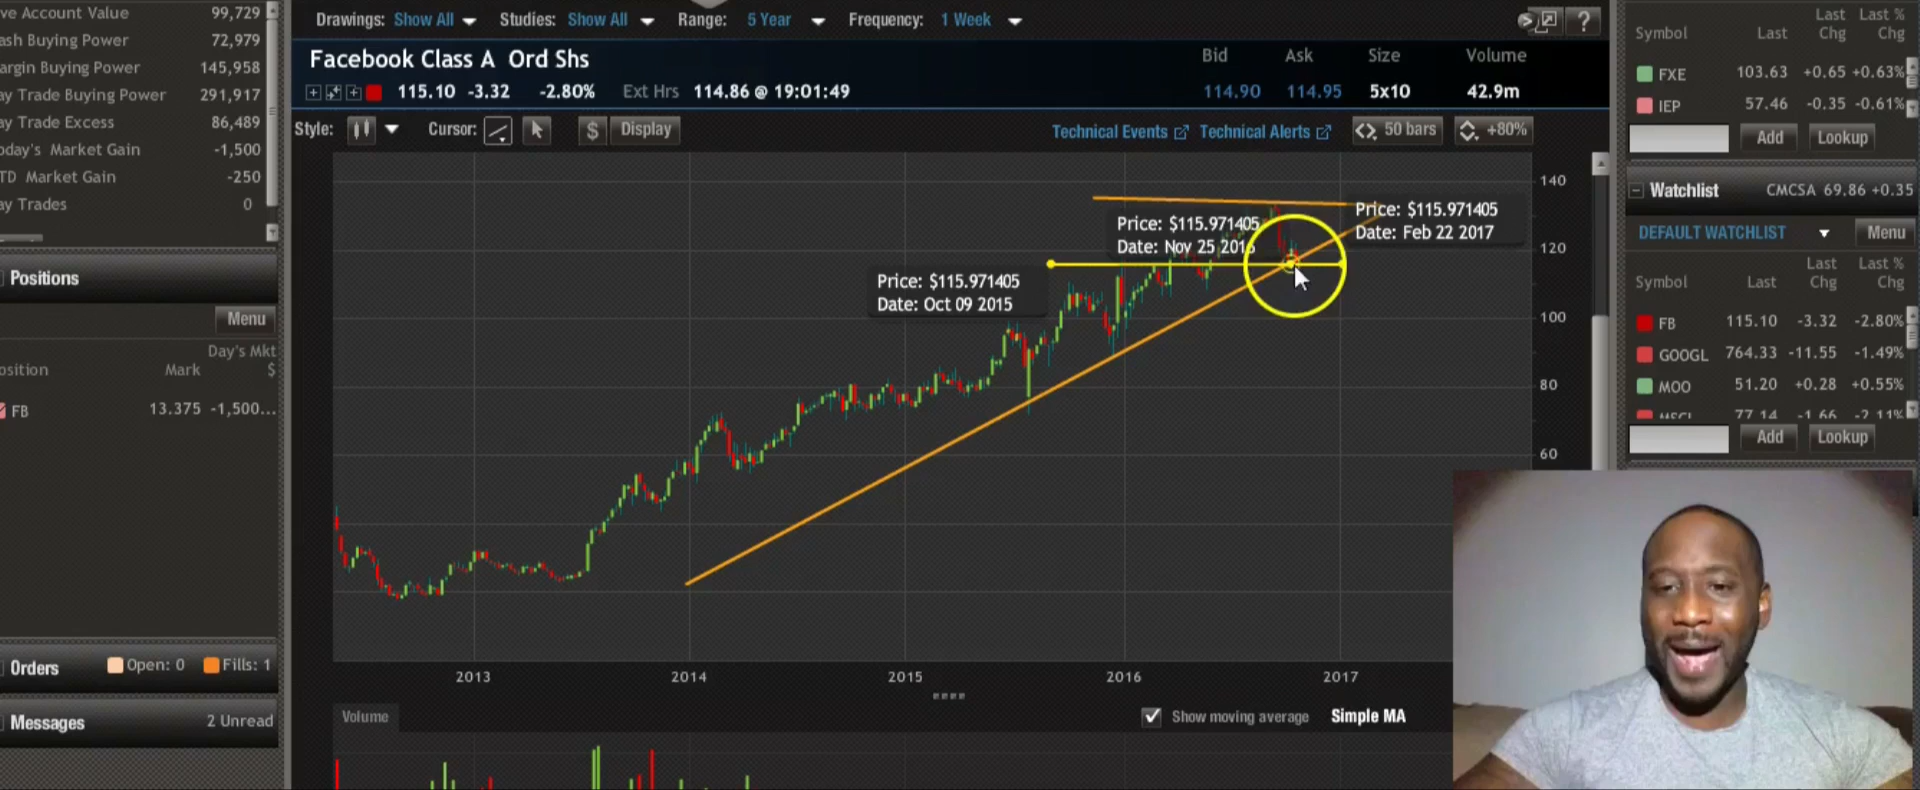 ve Account Value 99,729
ash Buying Power 72,979
argin Buying Power 145,958
ay Trade Buying Power 291,917
ay Trade Excess 86,489
oday's Market Gain -1,500
TD Market Gain -250
ay Trades 0
Positions
Menu
Day's Mkt
osition Mark $
FB 13.375 -1,500...
Orders Open: 0 Fills: 1
Messages 2 Unread
Drawings: Show All Studies: Show All Range: 5 Year Frequency: 1 Week ?
Facebook Class A Ord Shs Bid Ask Size Volume
115.10 -3.32 -2.80% Ext Hrs 114.86 @ 19:01:49 114.90 114.95 5x10 42.9m
Style: Cursor: $ Display Technical Events Technical Alerts 50 bars +80%
140
120
100
80
60
Price: $115.971405
Date: Oct 09 2015
Price: $115.971405
Date: Nov 25 2016
Price: $115.971405
Date: Feb 22 2017
2013 2014 2015 2016 2017
Volume Show moving average Simple MA
Last Last %
Symbol Last Chg Chg
FXE 103.63 +0.65 +0.63%
IEP 57.46 -0.35 -0.61%
Add Lookup
Watchlist CMCSA 69.86 +0.35
DEFAULT WATCHLIST Menu
Last Last %
Symbol Last Chg Chg
FB 115.10 -3.32 -2.80%
GOOGL 764.33 -11.55 -1.49%
MOO 51.20 +0.28 +0.55%
77.14 -1.66 -2.11%
Add Lookup